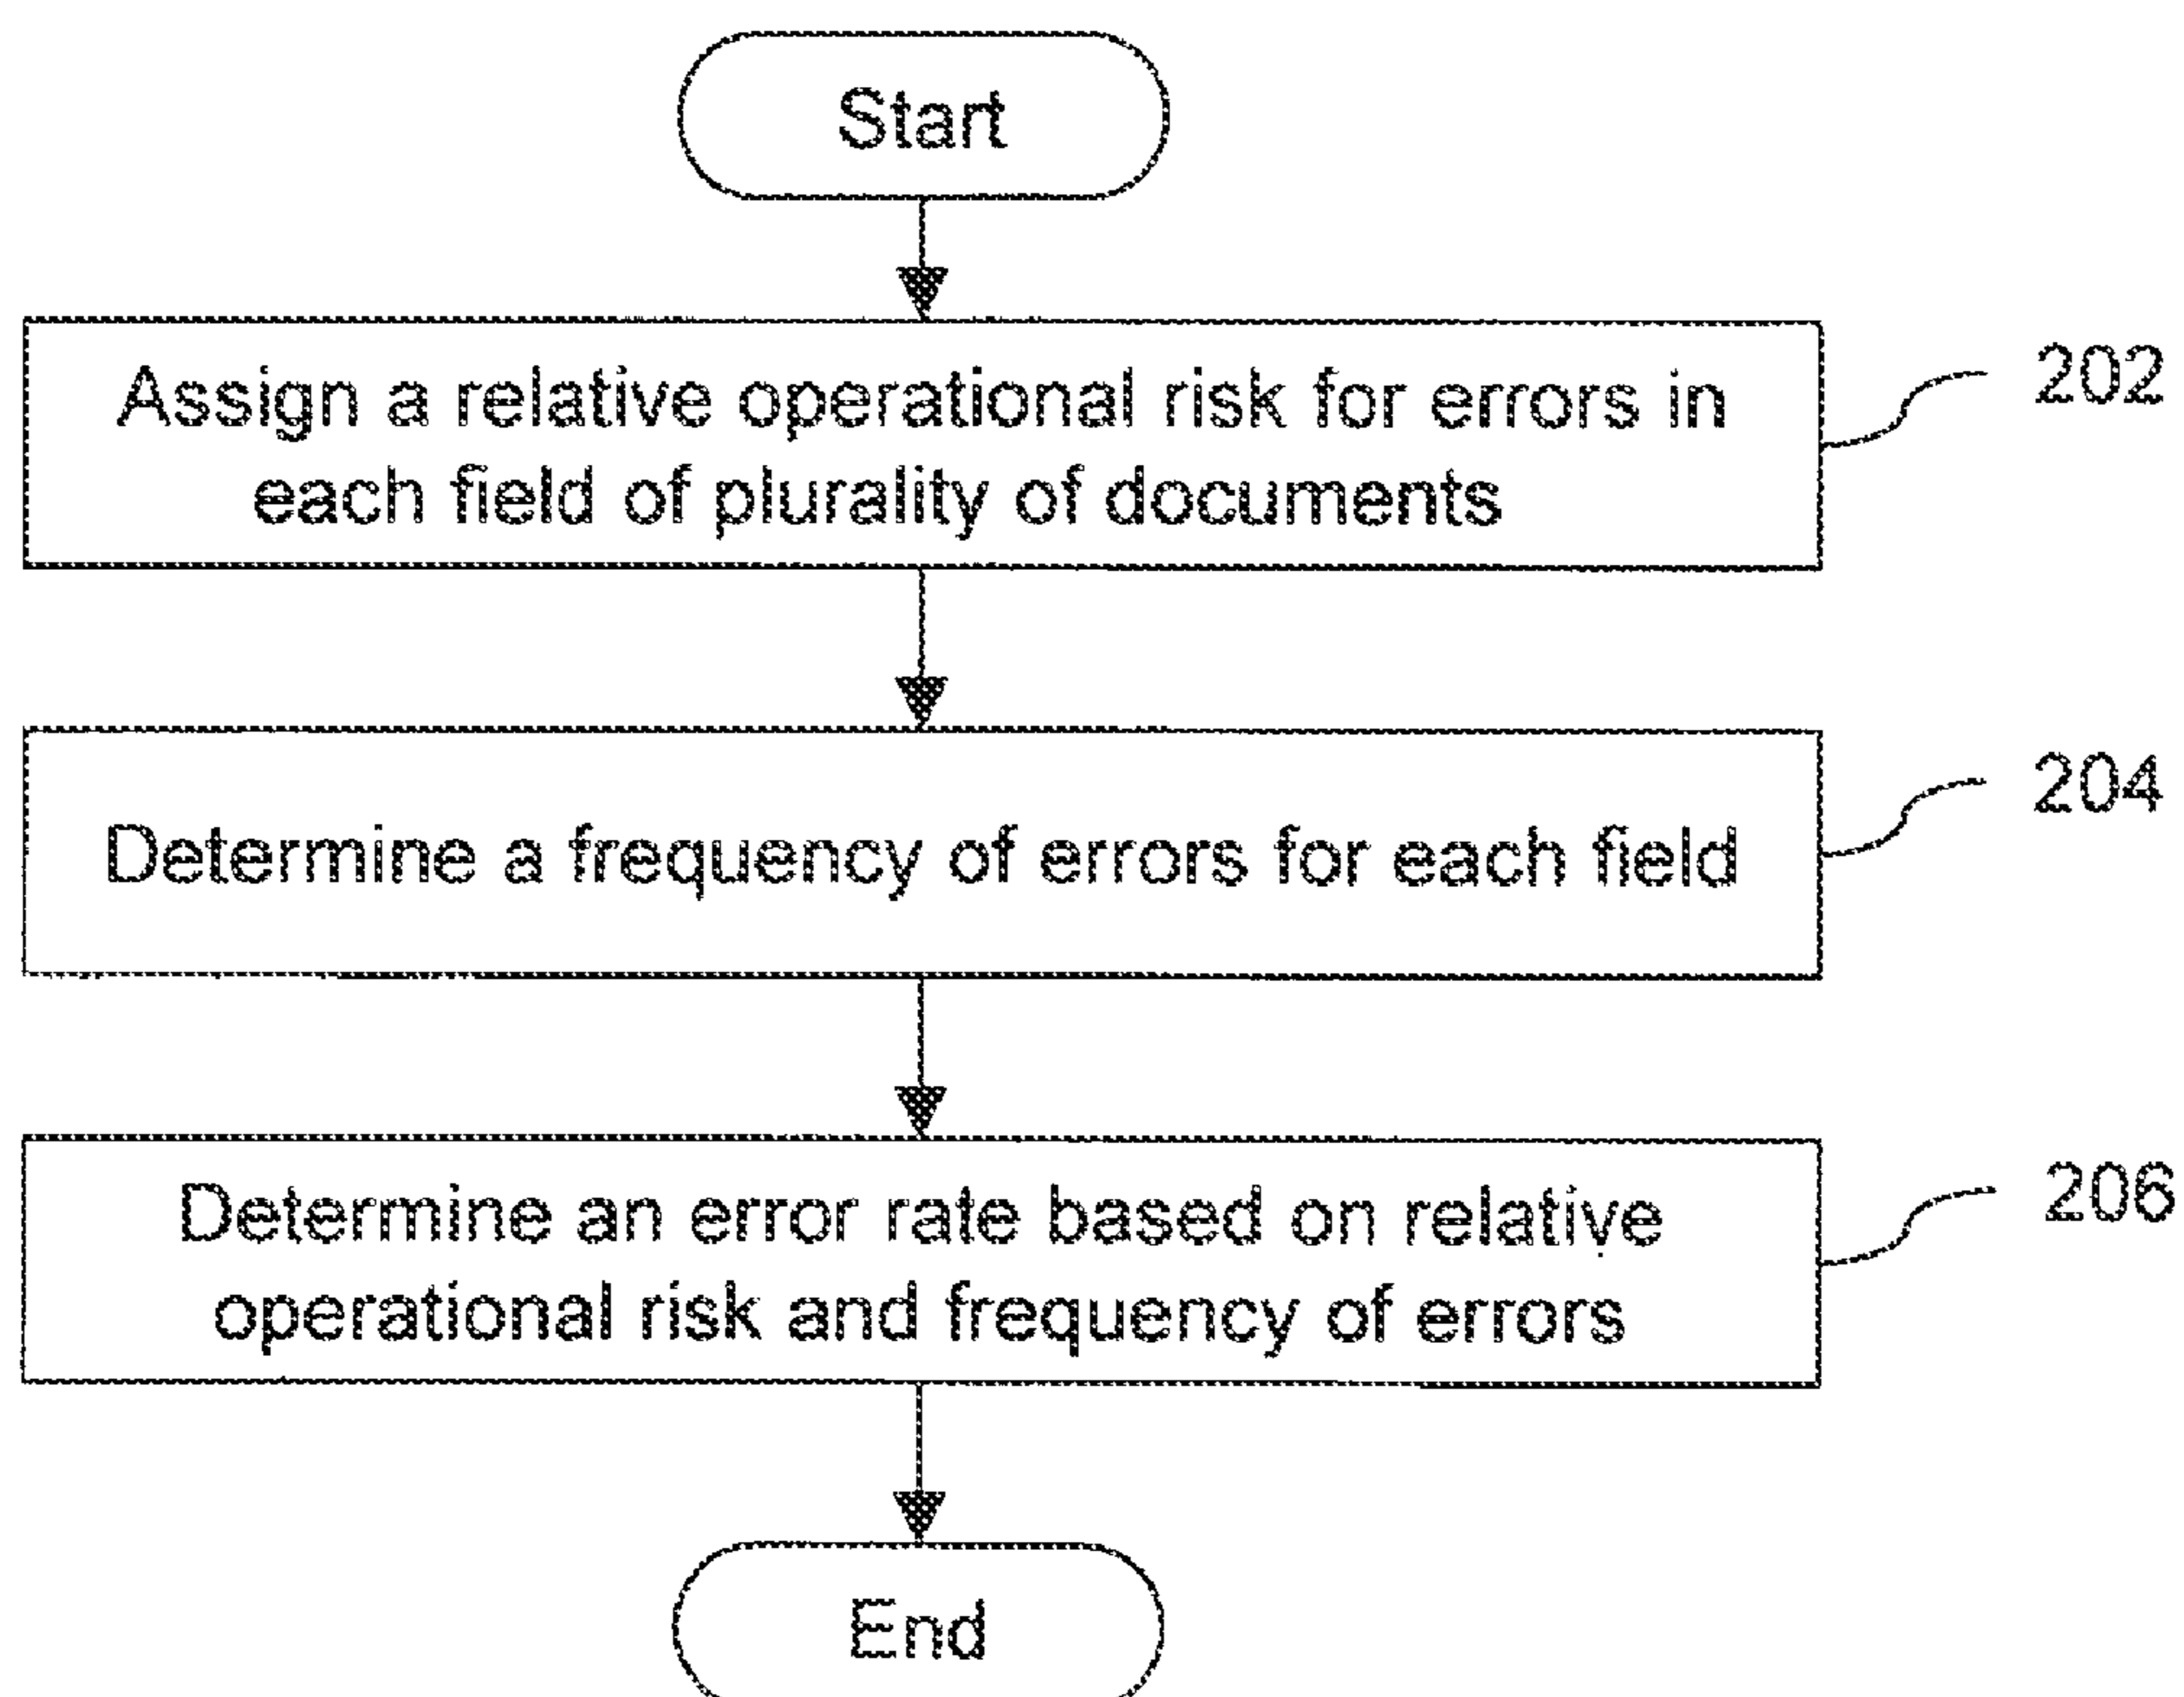 Start
Assign a relative operational risk for errors in
each field of plurality of documents
202
Determine a frequency of errors for each field
204
Determine an error rate based on relative
operational risk and frequency of errors
206
End